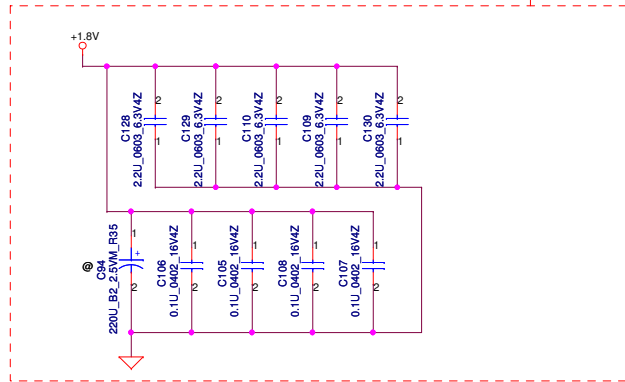 +1.8V
2
2
2
2
2
C128
2.2U_0603_6.3V4Z
C129
2.2U_0603_6.3V4Z
C110
2.2U_0603_6.3V4Z
C109
2.2U_0603_6.3V4Z
C130
2.2U_0603_6.3V4Z
1
1
1
1
1
1
1
1
1
1
@
C94
220U_B2_2.5VM_R35
+
C106
0.1U_0402_16V4Z
C105
0.1U_0402_16V4Z
C108
0.1U_0402_16V4Z
C107
0.1U_0402_16V4Z
2
2
2
2
2